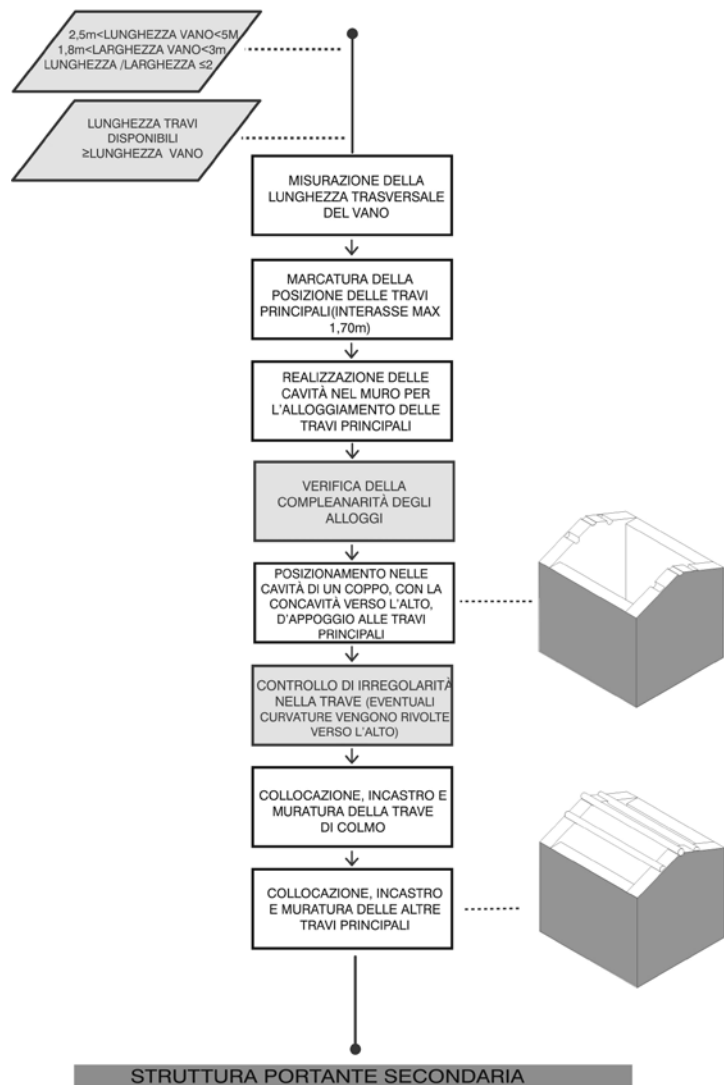 2,5m<LUNGHEZZA VANO<5M
1,8m<LARGHEZZA VANO<3m
LUNGHEZZA /LARGHEZZA ≤2
LUNGHEZZA TRAVI
DISPONIBILI
≥LUNGHEZZA VANO
MISURAZIONE DELLA
LUNGHEZZA TRASVERSALE
DEL VANO
MARCATURA DELLA
POSIZIONE DELLE TRAVI
PRINCIPALI(INTERASSE MAX
1,70m)
REALIZZAZIONE DELLE
CAVITÀ NEL MURO PER
L'ALLOGGIAMENTO DELLE
TRAVI PRINCIPALI
VERIFICA DELLA
COMPLEANARITÀ DEGLI
ALLOGGI
POSIZIONAMENTO NELLE
CAVITÀ DI UN COPPO, CON LA
CONCAVITÀ VERSO L'ALTO,
D'APPOGGIO ALLE TRAVI
PRINCIPALI
CONTROLLO DI IRREGOLARITÀ
NELLA TRAVE (EVENTUALI
CURVATURE VENGONO RIVOLTE
VERSO L'ALTO)
COLLOCAZIONE, INCASTRO E
MURATURA DELLA TRAVE
DI COLMO
COLLOCAZIONE, INCASTRO
E MURATURA DELLE ALTRE
TRAVI PRINCIPALI
STRUTTURA PORTANTE SECONDARIA